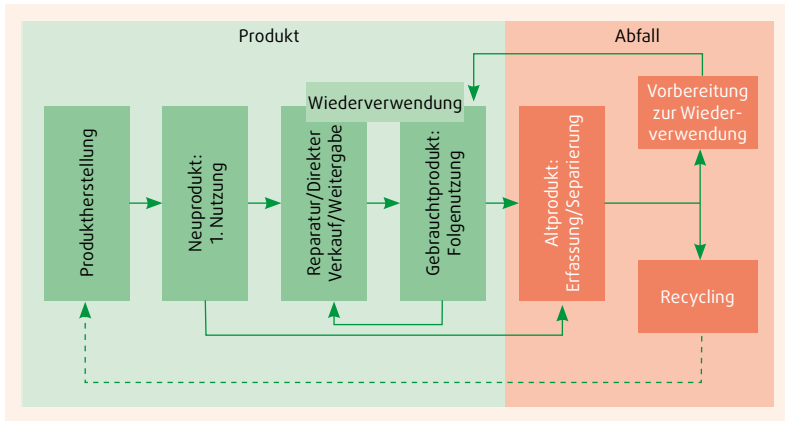 Produkt
Abfall
Wiederverwendung
Produktherstellung
Neuprodukt:
1. Nutzung
Reparatur/Direkter
Verkauf/Weitergabe
Gebrauchtprodukt:
Folgenutzung
Altprodukt:
Erfassung/Separierung
Vorbereitung
zur Wieder-
verwendung
Recycling